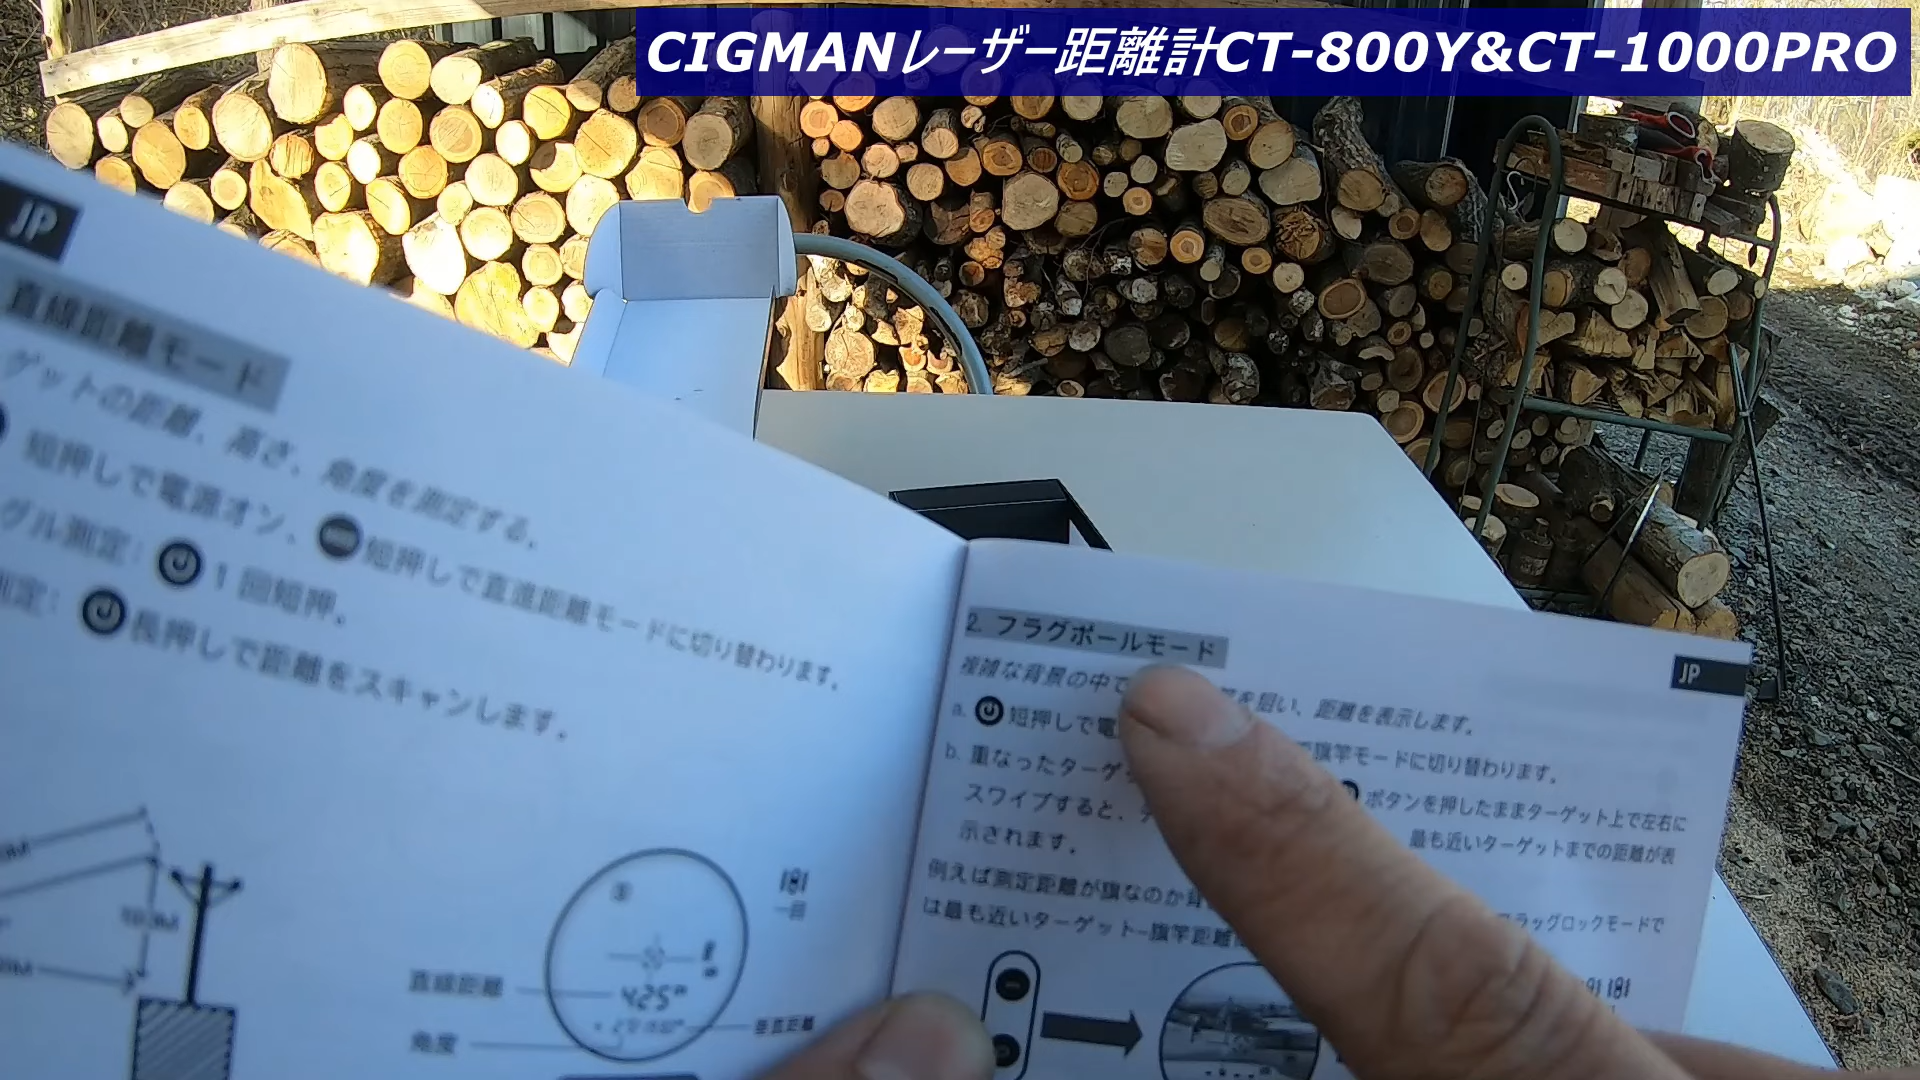 CIGMANレーザー距離計CT-800Y&CT-1000PRO
JP
直線距離モード
ゲットの距離、高さ、角度を測定する。
短押しで電源オン、短押しで直進距離モードに切り替わります。
グル測定: 1回短押。
測定: 長押しで距離をスキャンします。
一回
直線距離
425
角度
垂直距離
2. フラグポールモード
JP
複雑な背景の中で を狙い、距離を表示します。
a. 短押しで電 で旗竿モードに切り替わります。
b. 重なったターゲッ ボタンを押したままターゲット上で左右に
スワイプすると、 最も近いターゲットまでの距離が表
示されます。
例えば測定距離が旗なのか背 フラッグロックモードで
は最も近いターゲット-旗竿距離